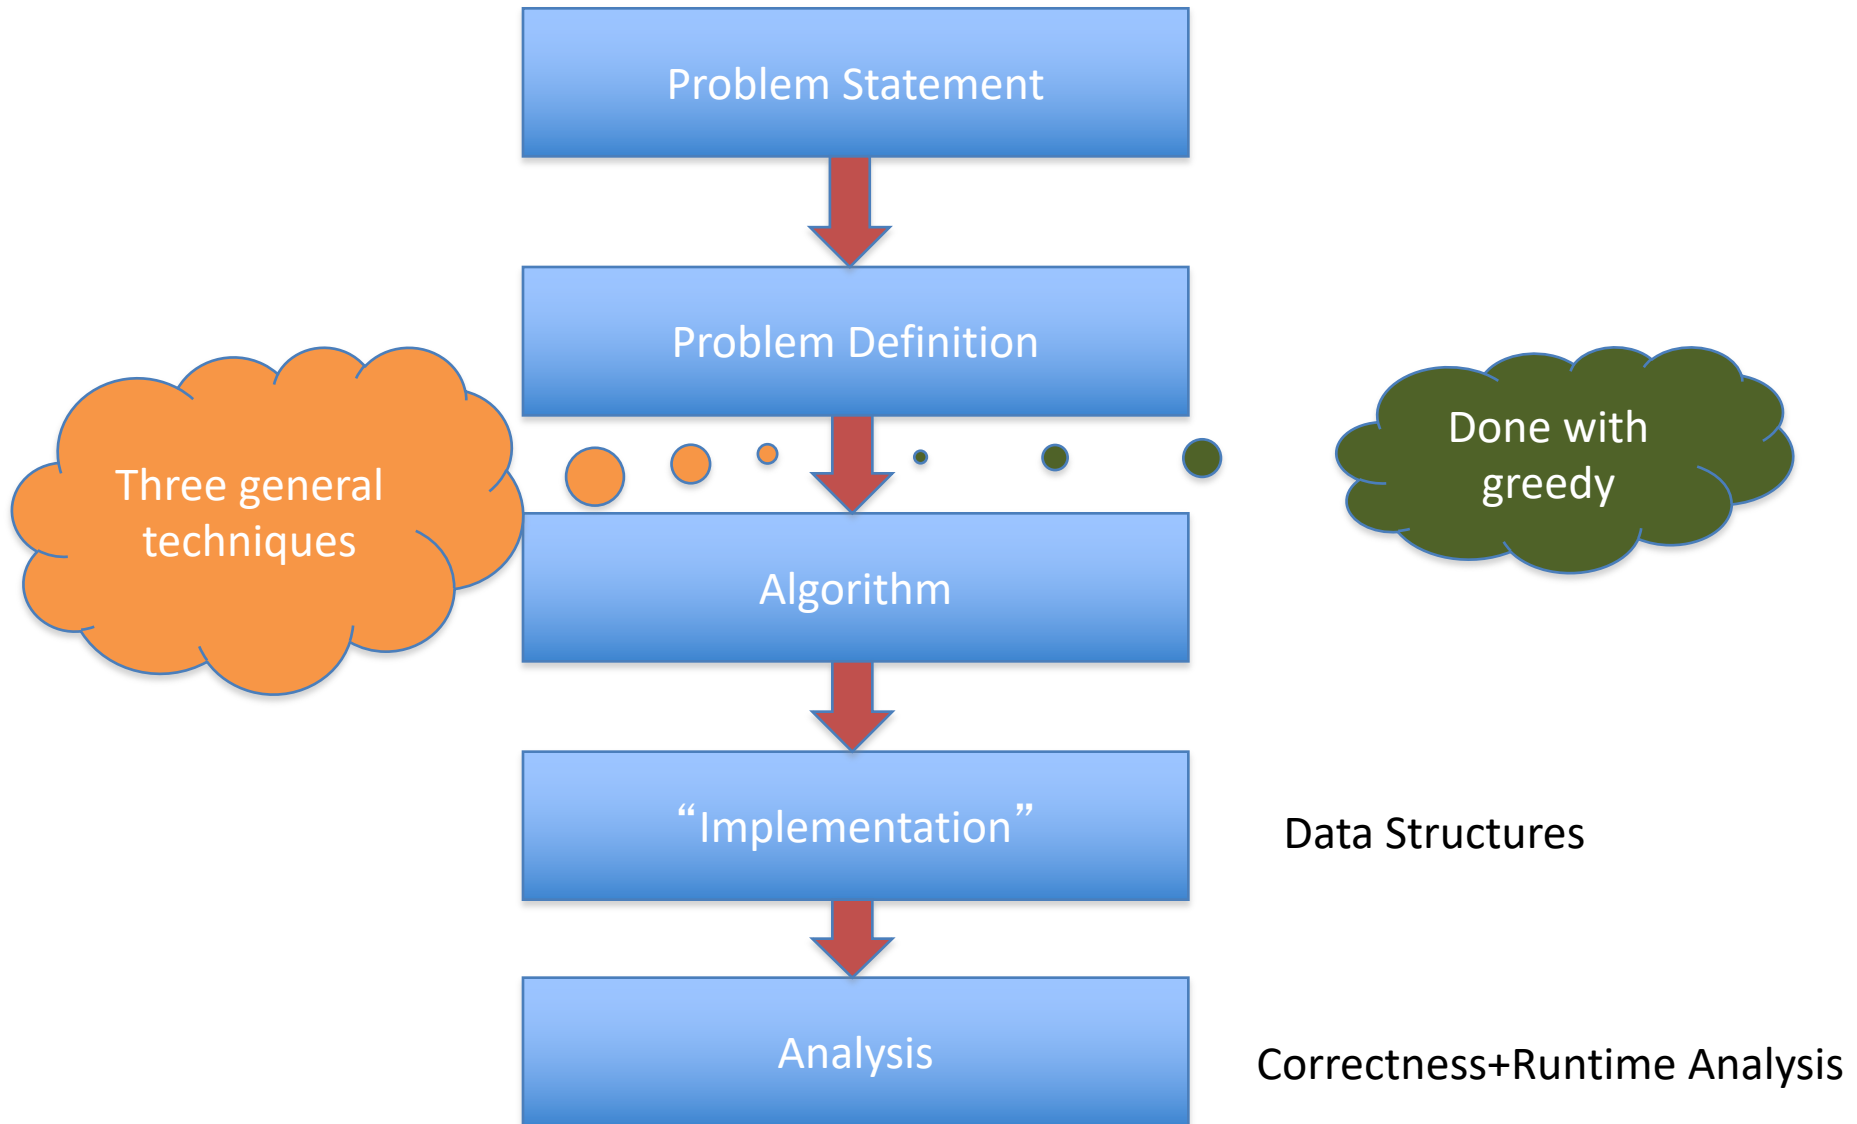 Problem Statement
Problem Definition
Three general
techniques
Done with
greedy
Algorithm
“Implementation”
Data Structures
Analysis
Correctness+Runtime Analysis